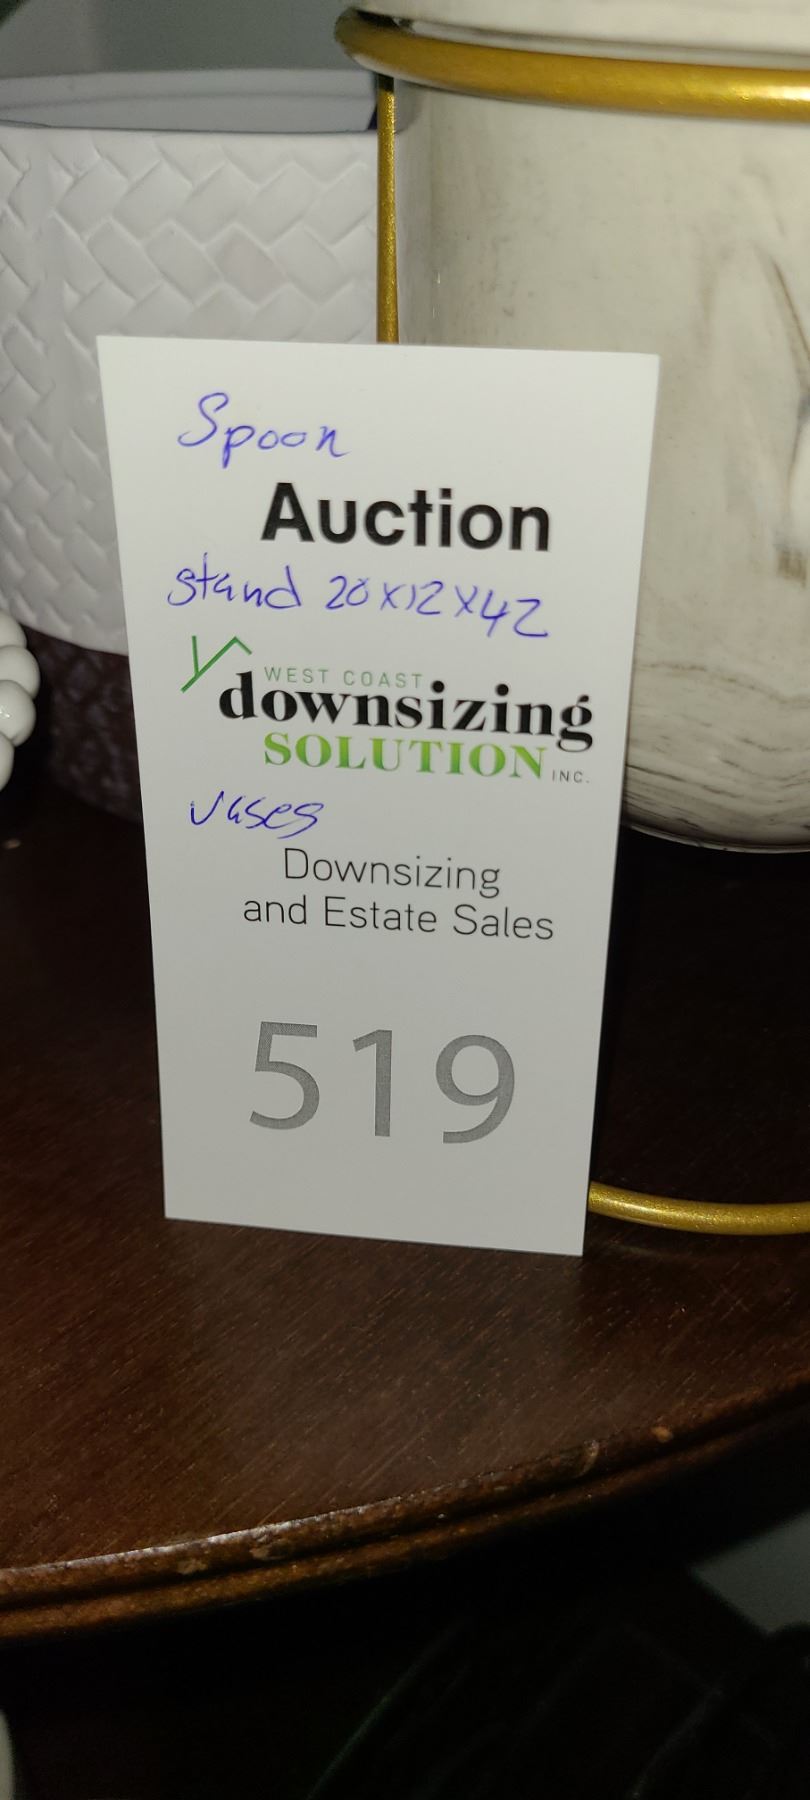 Spoon
Auction
stand 20x12x42
WEST COAST
downsizing
SOLUTION INC.
vases
Downsizing
and Estate Sales
519